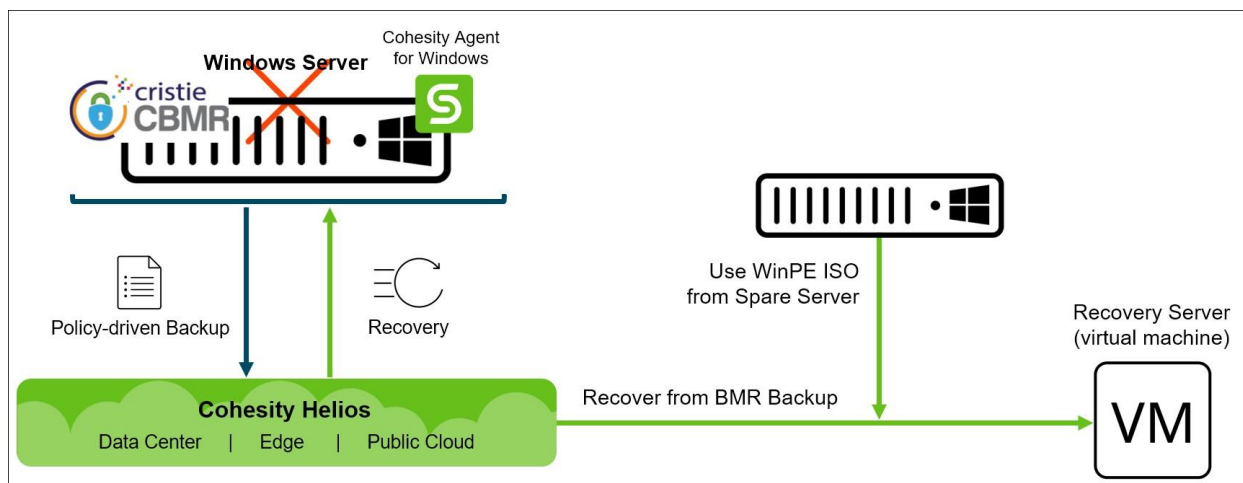 Cohesity Agent
for Windows
Windows Server
cristie
CBMR
S
Use WinPE ISO
from Spare Server
Policy-driven Backup
Recovery
Recovery Server
(virtual machine)
Cohesity Helios
Data Center | Edge | Public Cloud
Recover from BMR Backup
VM